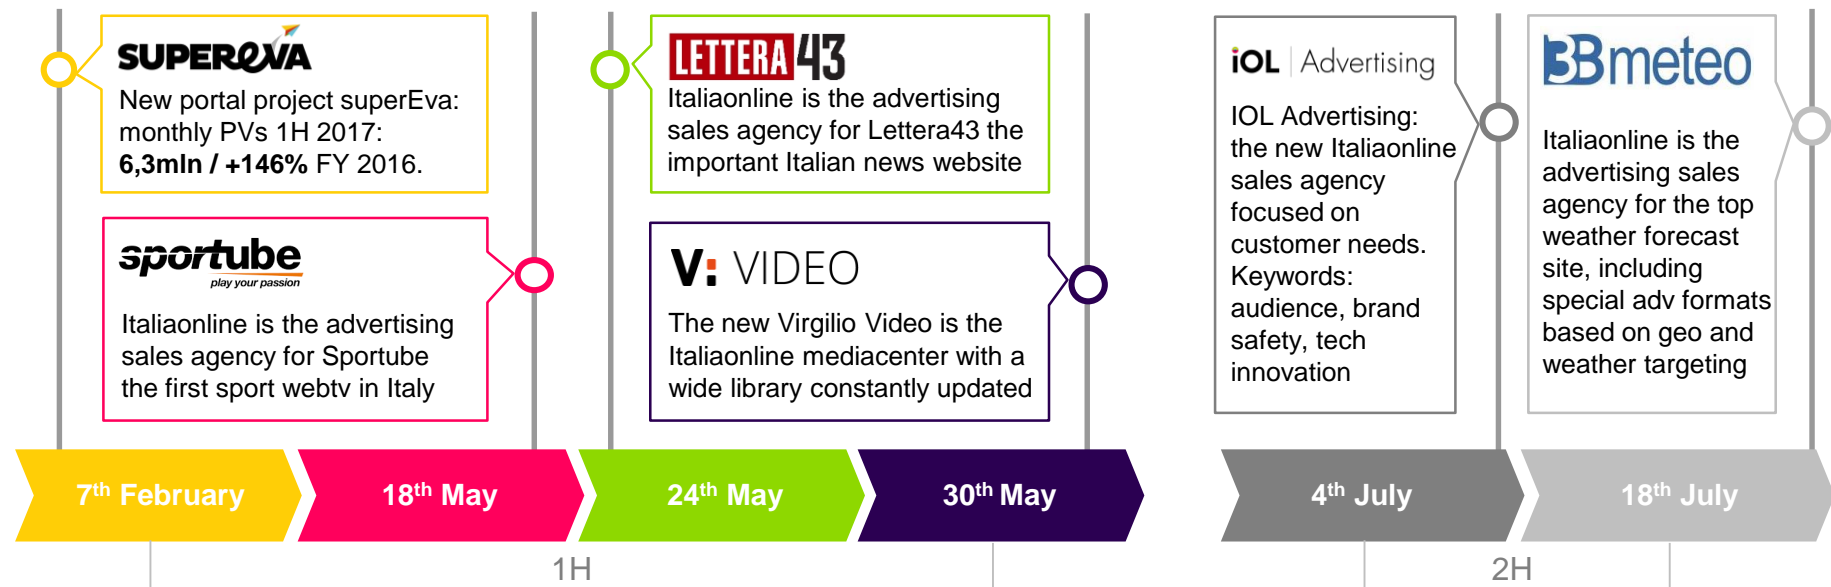 SUPEREVA
New portal project superEva:
monthly PVs 1H 2017:
6,3mln / +146% FY 2016.
sportube
play your passion
Italiaonline is the advertising
sales agency for Sportube
the first sport webtv in Italy
LETTERA43
Italiaonline is the advertising
sales agency for Lettera43 the
important Italian news website
V: VIDEO
The new Virgilio Video is the
Italiaonline mediacenter with a
wide library constantly updated
iOL | Advertising
IOL Advertising:
the new Italiaonline
sales agency
focused on
customer needs.
Keywords:
audience, brand
safety, tech
innovation
3Bmeteo
Italiaonline is the
advertising sales
agency for the top
weather forecast
site, including
special adv formats
based on geo and
weather targeting
7th February
18th May
24th May
30th May
4th July
18th July
1H
2H